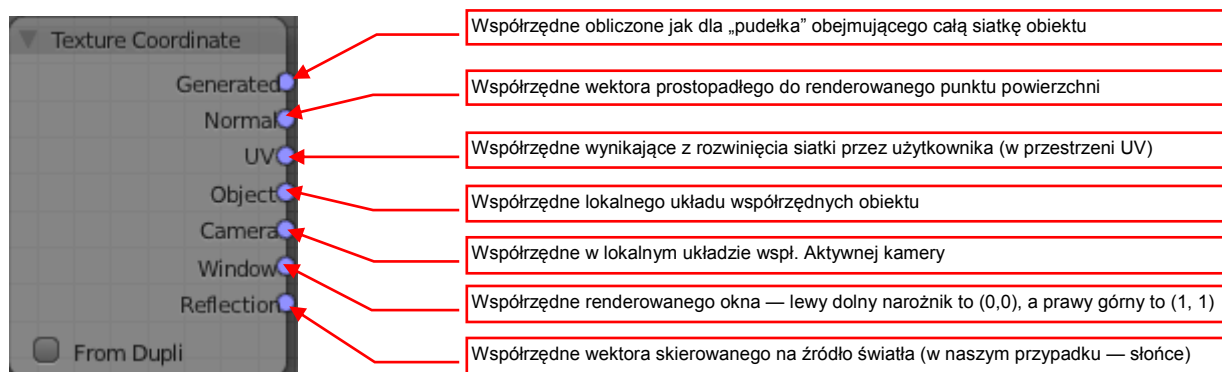 Texture Coordinate
Generated
Normal
UV
Object
Camera
Window
Reflection
From Dupli
Współrzędne obliczone jak dla „pudełka” obejmującego całą siatkę obiektu
Współrzędne wektora prostopadłego do renderowanego punktu powierzchni
Współrzędne wynikające z rozwinięcia siatki przez użytkownika (w przestrzeni UV)
Współrzędne lokalnego układu współrzędnych obiektu
Współrzędne w lokalnym układzie wspł. Aktywnej kamery
Współrzędne renderowanego okna — lewy dolny narożnik to (0,0), a prawy górny to (1, 1)
Współrzędne wektora skierowanego na źródło światła (w naszym przypadku — słońce)